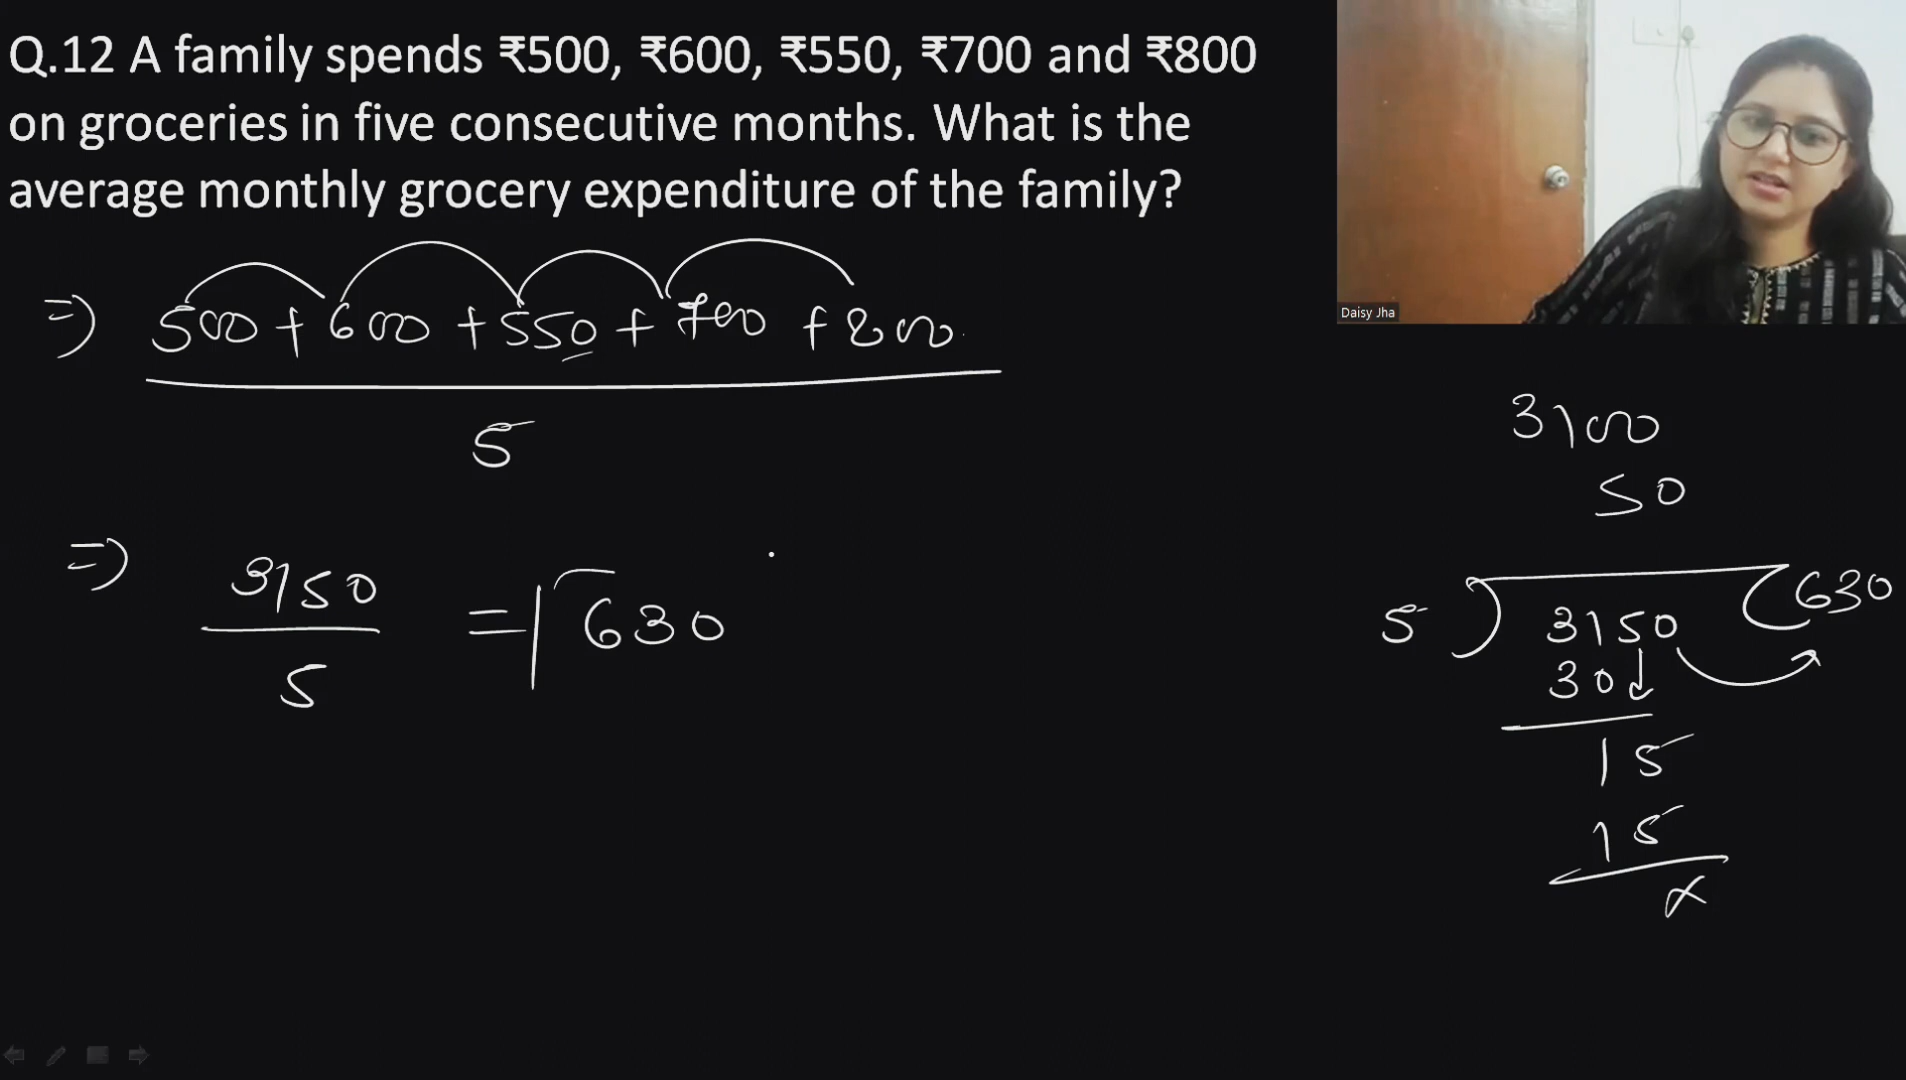 Q.12 A family spends ₹500, ₹600, ₹550, ₹700 and ₹800
on groceries in five consecutive months. What is the
average monthly grocery expenditure of the family?
Daisy Jha
=) 500 + 600 + 550 + 700 + 800
5
=) 3150
5
= 630
3100
50
5 ) 3150 ( 630
30
15
15
x